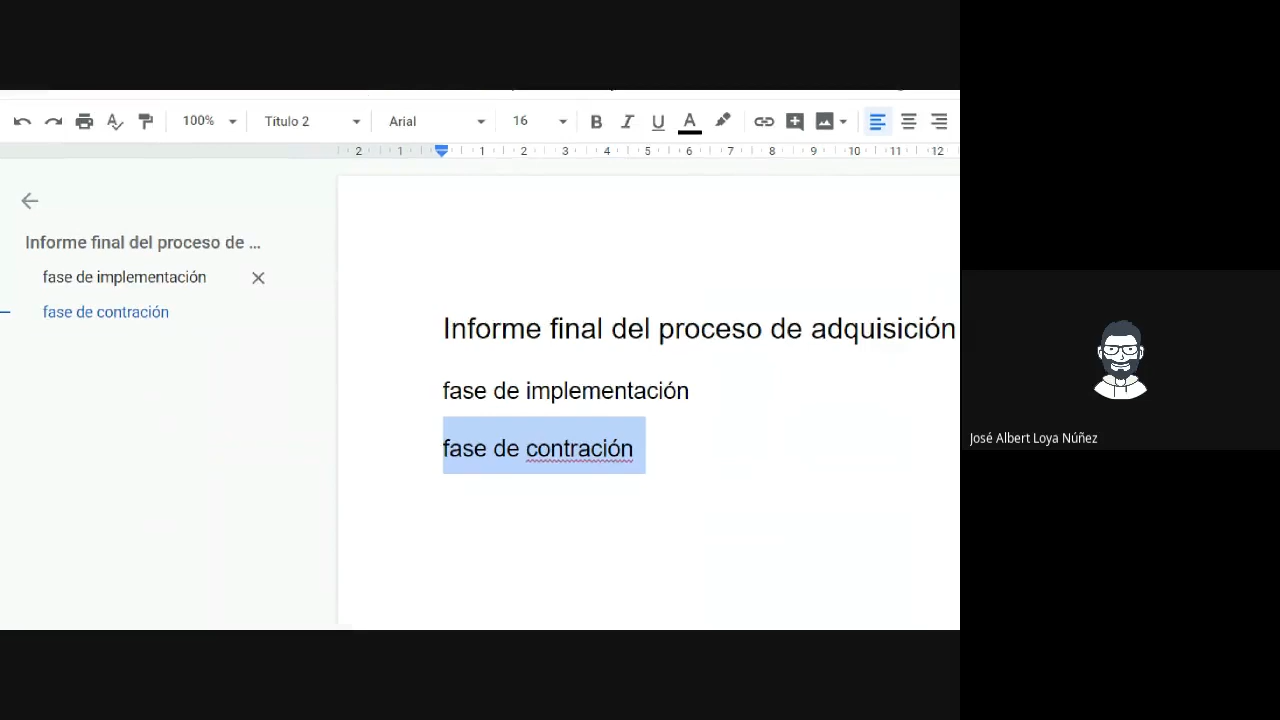 100% Título 2 Arial 16 B I U A
2 1 1 2 3 4 5 6 7 8 9 10 11 12
Informe final del proceso de ...
fase de implementación
fase de contración
Informe final del proceso de adquisición
fase de implementación
fase de contración
José Albert Loya Núñez